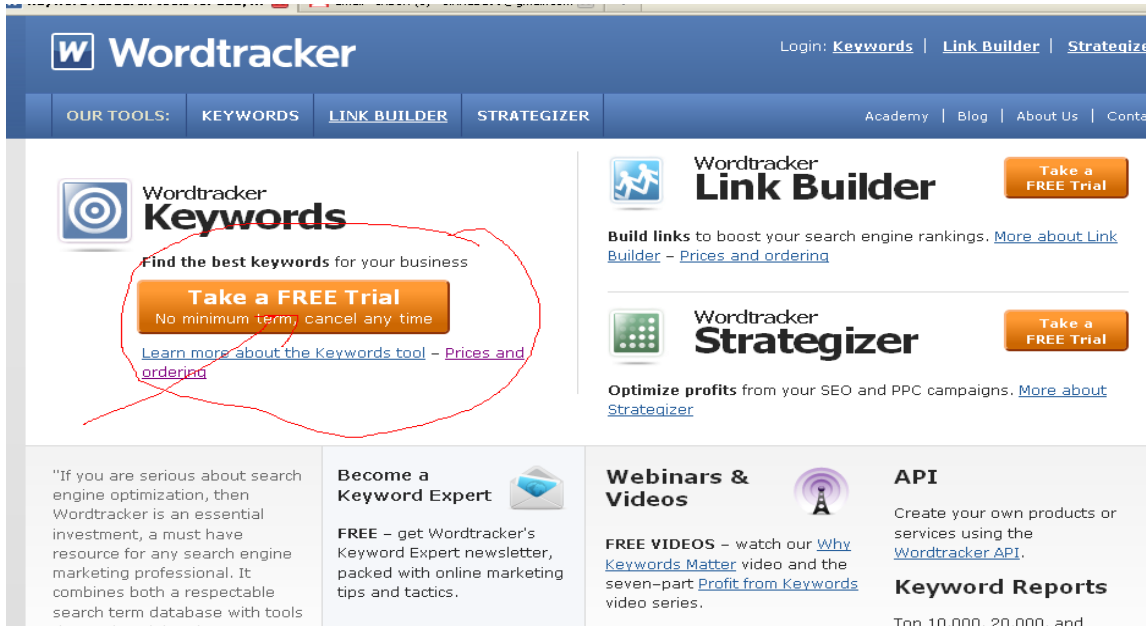 Wordtracker
Login: Keywords | Link Builder | Strategize
OUR TOOLS: KEYWORDS LINK BUILDER STRATEGIZER
Academy | Blog | About Us | Conta
Wordtracker
Keywords
Find the best keywords for your business
Take a FREE Trial
No minimum term, cancel any time
Learn more about the Keywords tool – Prices and
ordering
Wordtracker
Link Builder
Take a
FREE Trial
Build links to boost your search engine rankings. More about Link
Builder – Prices and ordering
Wordtracker
Strategizer
Take a
FREE Trial
Optimize profits from your SEO and PPC campaigns. More about
Strategizer
"If you are serious about search
engine optimization, then
Wordtracker is an essential
investment, a must have
resource for any search engine
marketing professional. It
combines both a respectable
search term database with tools
Become a
Keyword Expert
FREE – get Wordtracker's
Keyword Expert newsletter,
packed with online marketing
tips and tactics.
Webinars &
Videos
FREE VIDEOS – watch our Why
Keywords Matter video and the
seven–part Profit from Keywords
video series.
API
Create your own products or
services using the
Wordtracker API.
Keyword Reports
Top 10,000, 20,000, and